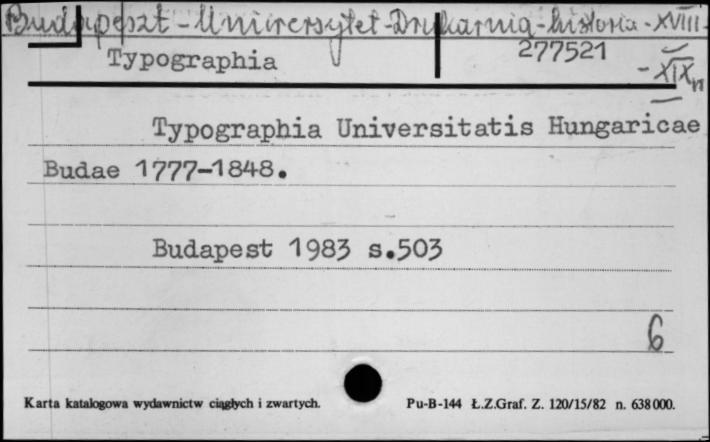 Budapeszt - Uniwersytet - Drukarnia - historia - XVIII -
Typographia 277521 - XIX w
Typographia Universitatis Hungaricae
Budae 1777-1848.
Budapest 1983 s.503
6
Karta katalogowa wydawnictw ciągłych i zwartych. Pu-B-144 Ł.Z.Graf. Z. 120/15/82 n. 638000.